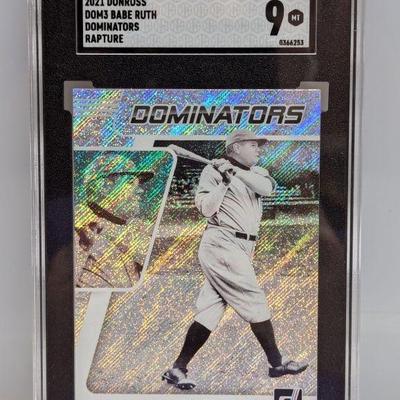 2021 DONRUSS
DOM3 BABE RUTH
DOMINATORS
RAPTURE
9 MT
0366253
DOMINATORS